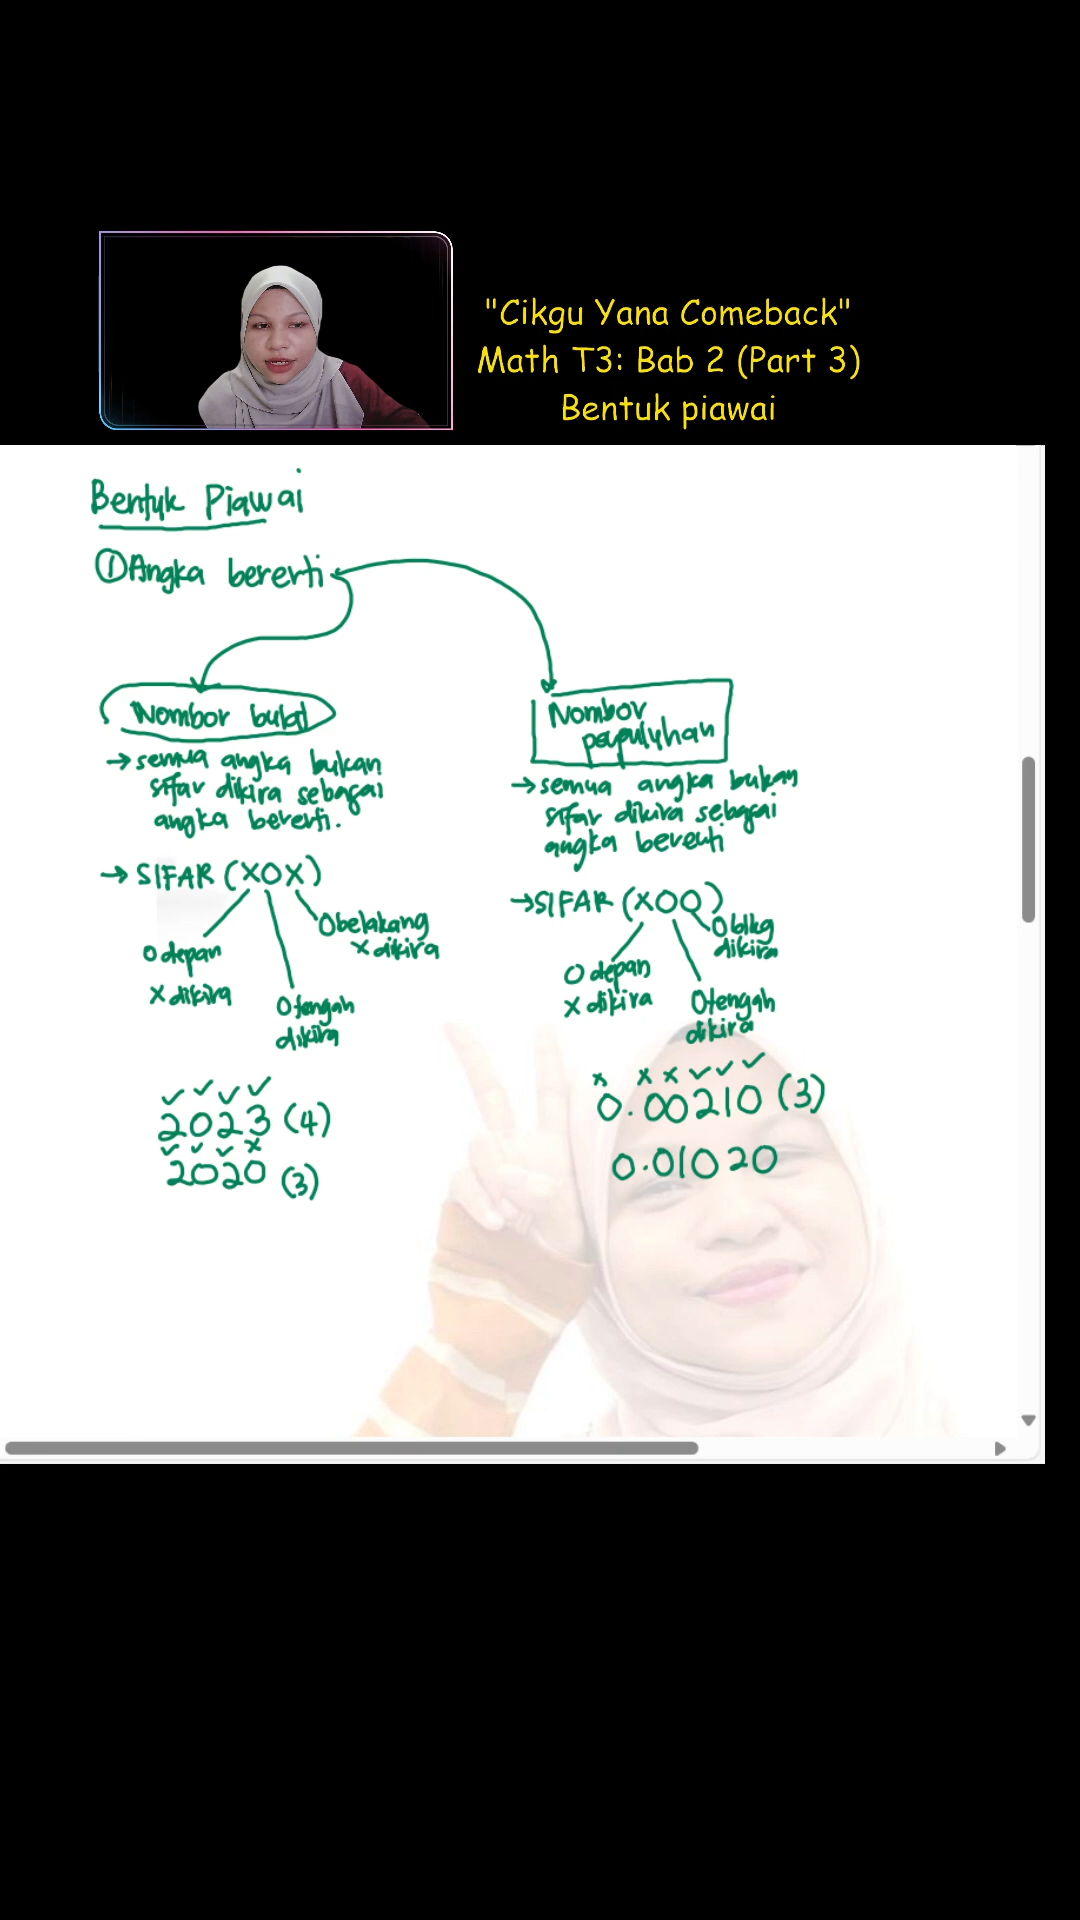 "Cikgu Yana Comeback"
Math T3: Bab 2 (Part 3)
Bentuk piawai
Bentuk Piawai
①Angka bererti
Nombor bulat
→ semua angka bukan
sifar dikira sebagai
angka bererti.
→ SIFAR (XOX)
0 depan
x dikira
0 tengah
dikira
0 belakang
x dikira
✓ ✓ ✓ ✓
2023 (4)
✓ ✓ ✓ x
2020 (3)
Nombor
perpuluhan
→ semua angka bukan
sifar dikira sebagai
angka bererti
→ SIFAR (XOO)
0 depan
x dikira
0 tengah
dikira
0 blkg
dikira
x x x ✓ ✓ ✓
0.00210 (3)
0.01020